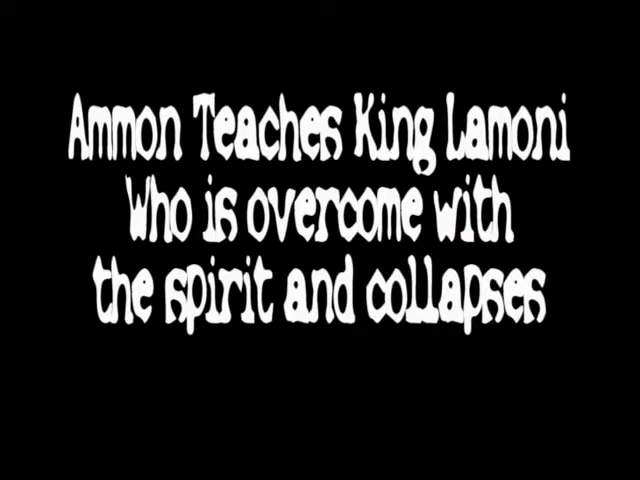 Ammon Teaches King Lamoni
Who is overcome with
the spirit and collapses